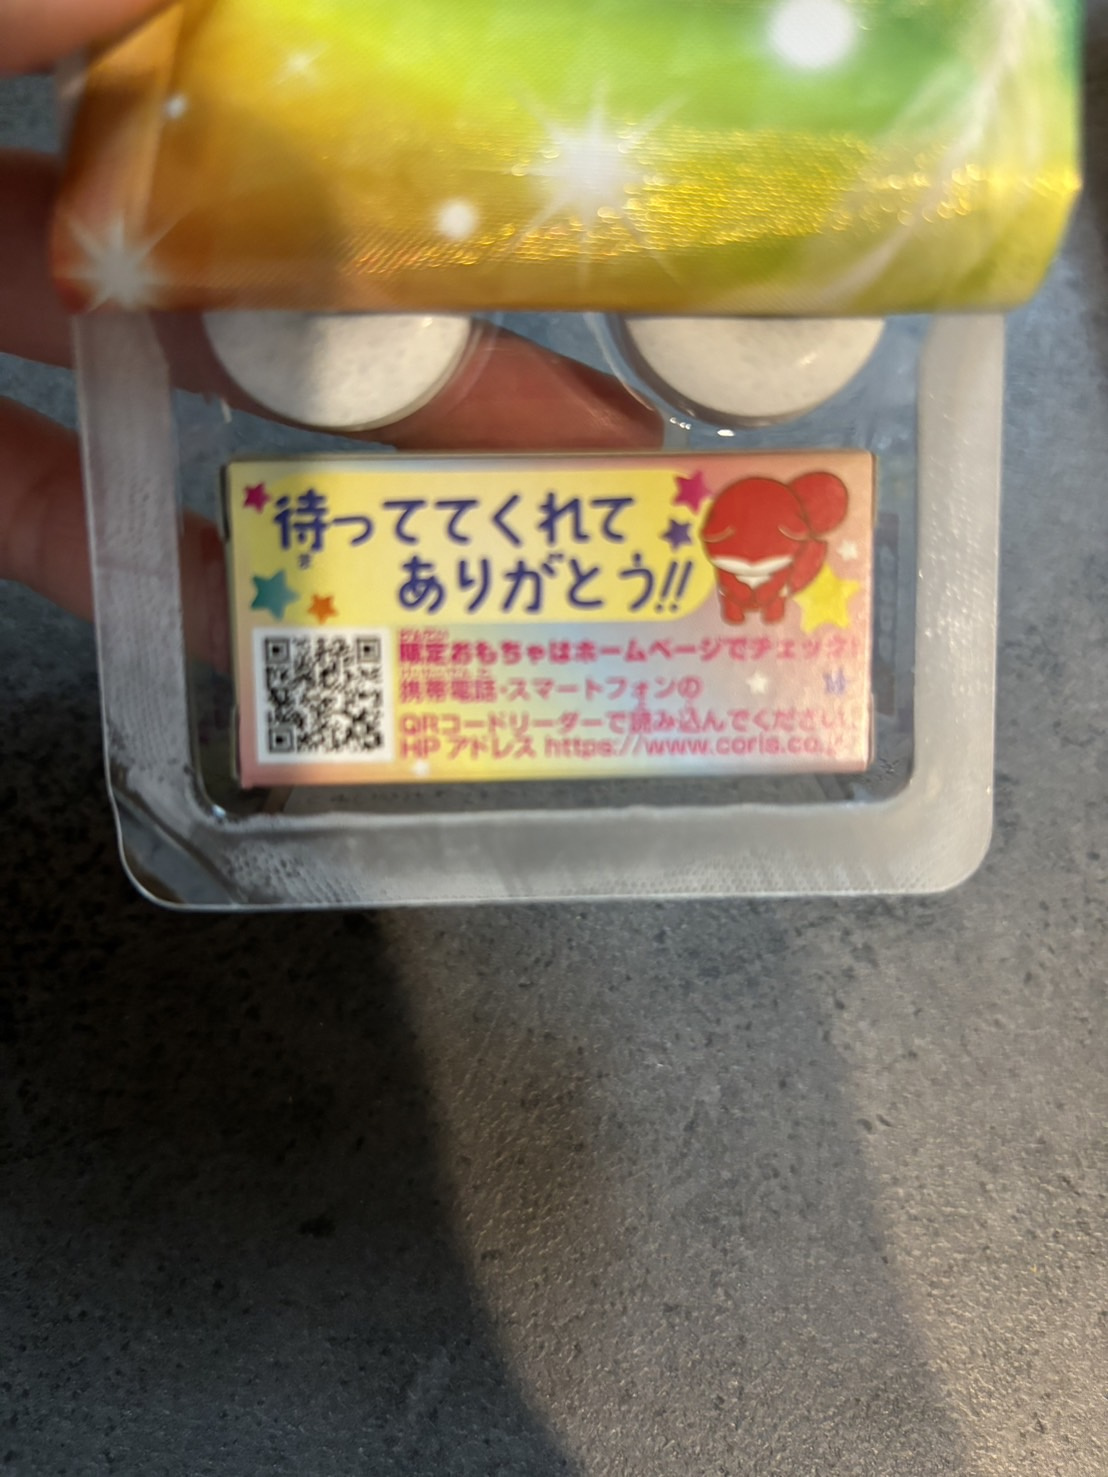 待っててくれて
ありがとう!!
限定おもちゃはホームページでチェック!
携帯電話・スマートフォンの
QRコードリーダーで読み込んでください。
HP アドレス https://www.coris.co.jp